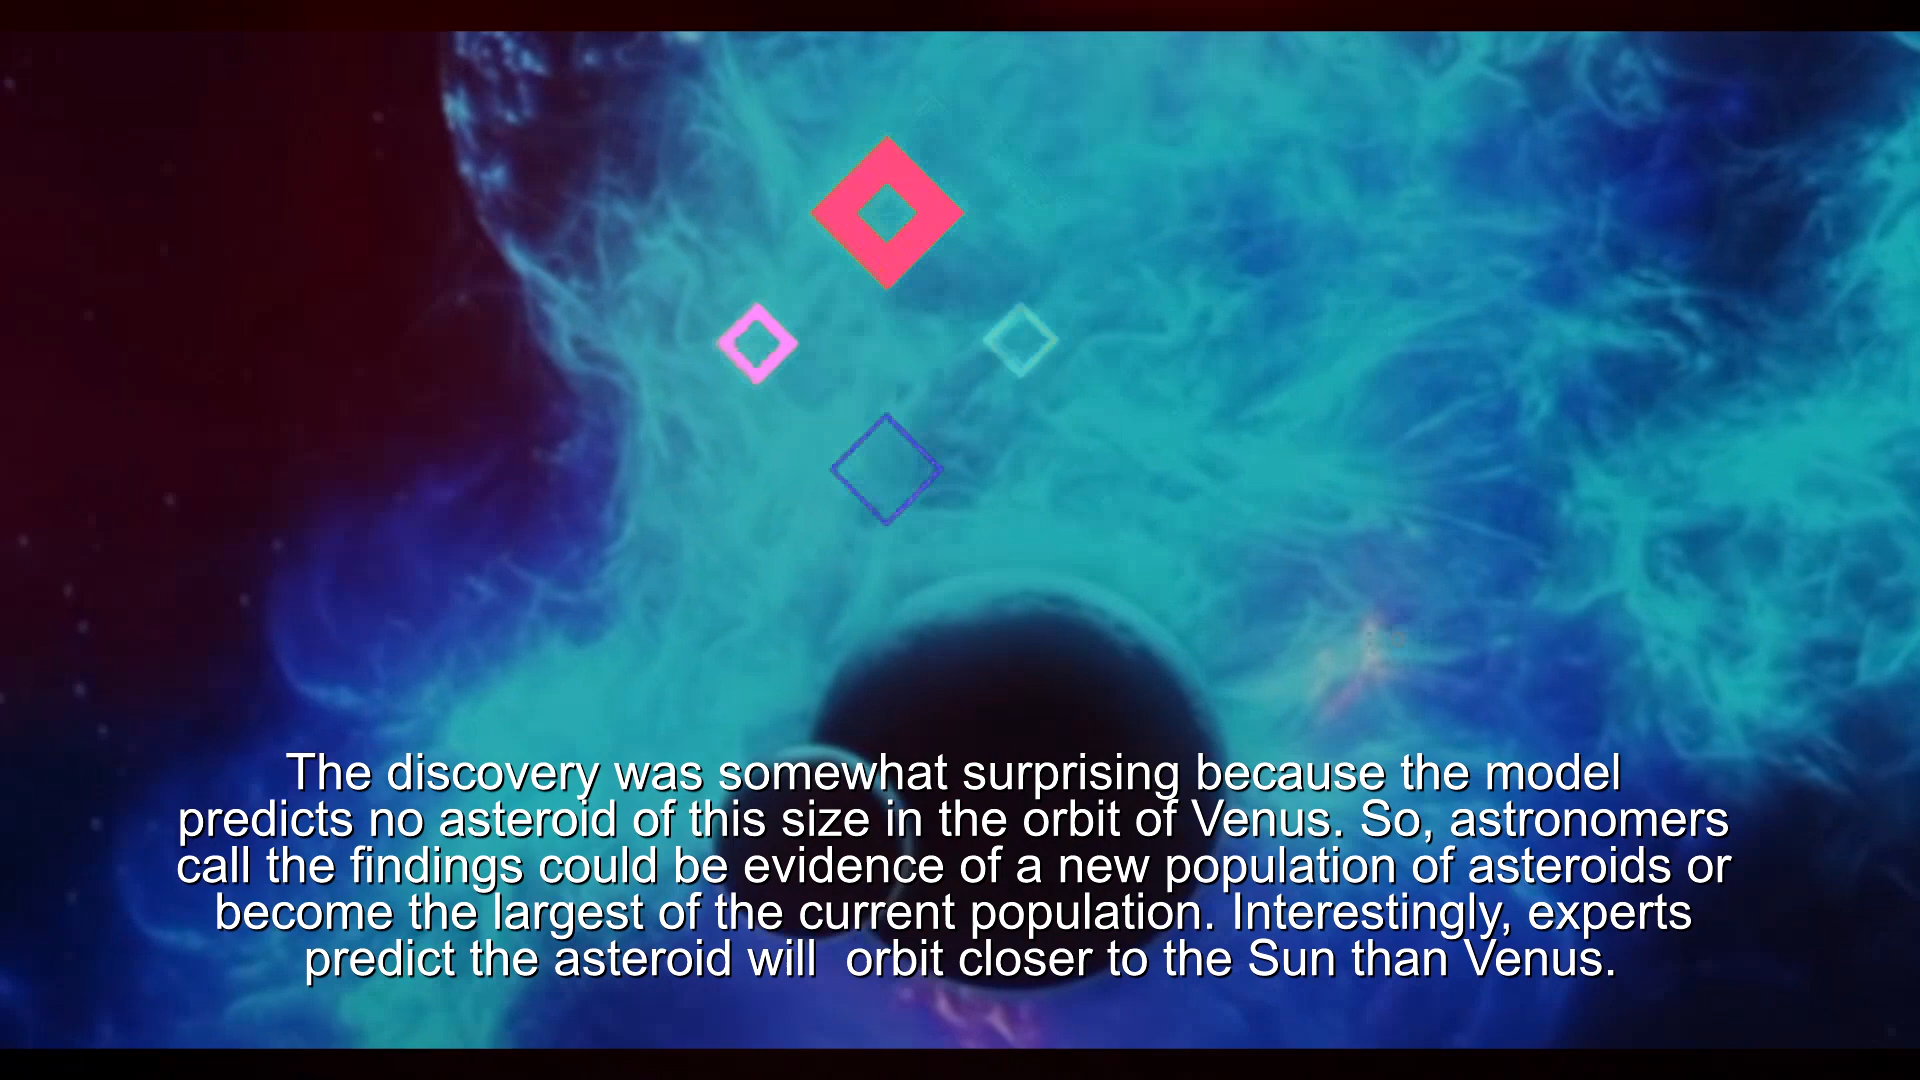 The discovery was somewhat surprising because the model
predicts no asteroid of this size in the orbit of Venus. So, astronomers
call the findings could be evidence of a new population of asteroids or
become the largest of the current population. Interestingly, experts
predict the asteroid will  orbit closer to the Sun than Venus.